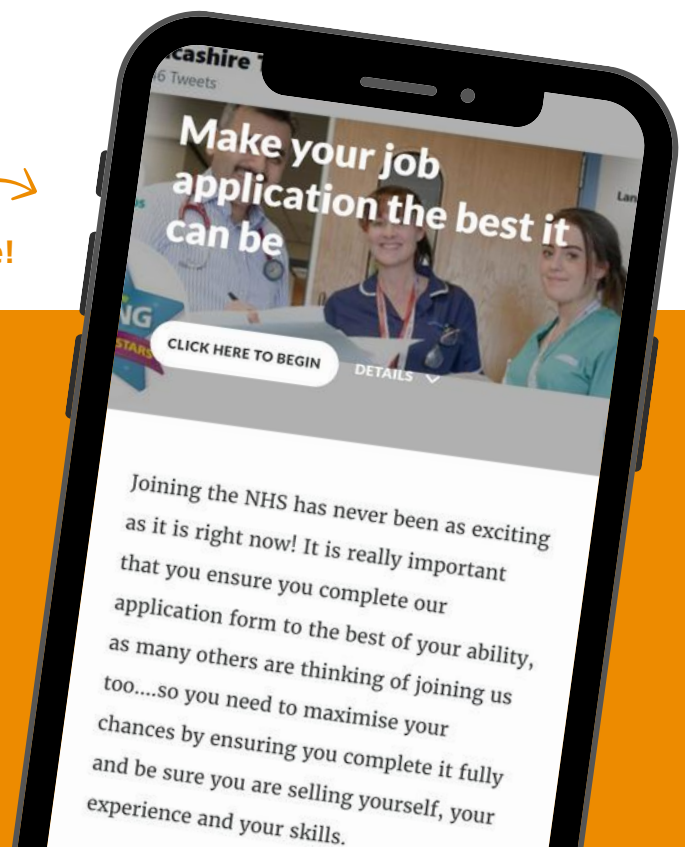 cashire
6 Tweets
Make your job
application the best it
can be
Lan
e!
NG
STARS
CLICK HERE TO BEGIN
DETAILS
Joining the NHS has never been as exciting
as it is right now! It is really important
that you ensure you complete our
application form to the best of your ability,
as many others are thinking of joining us
too....so you need to maximise your
chances by ensuring you complete it fully
and be sure you are selling yourself, your
experience and your skills.